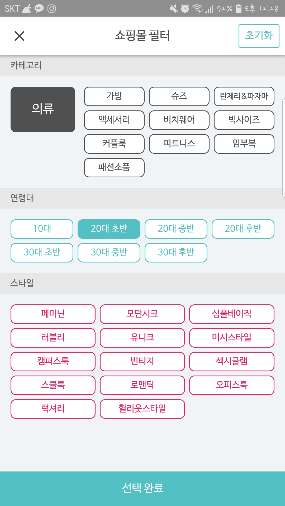 SKT
쇼핑몰 필터
초기화
카테고리
의류
가방
슈즈
란제리&파자마
액세서리
비치웨어
빅사이즈
커플룩
피트니스
임부복
패션소품
연령대
10대
20대 초반
20대 중반
20대 후반
30대 초반
30대 중반
30대 후반
스타일
페미닌
모던시크
심플베이직
러블리
유니크
미시스타일
캠퍼스룩
빈티지
섹시글램
스쿨룩
로맨틱
오피스룩
럭셔리
헐리웃스타일
선택 완료